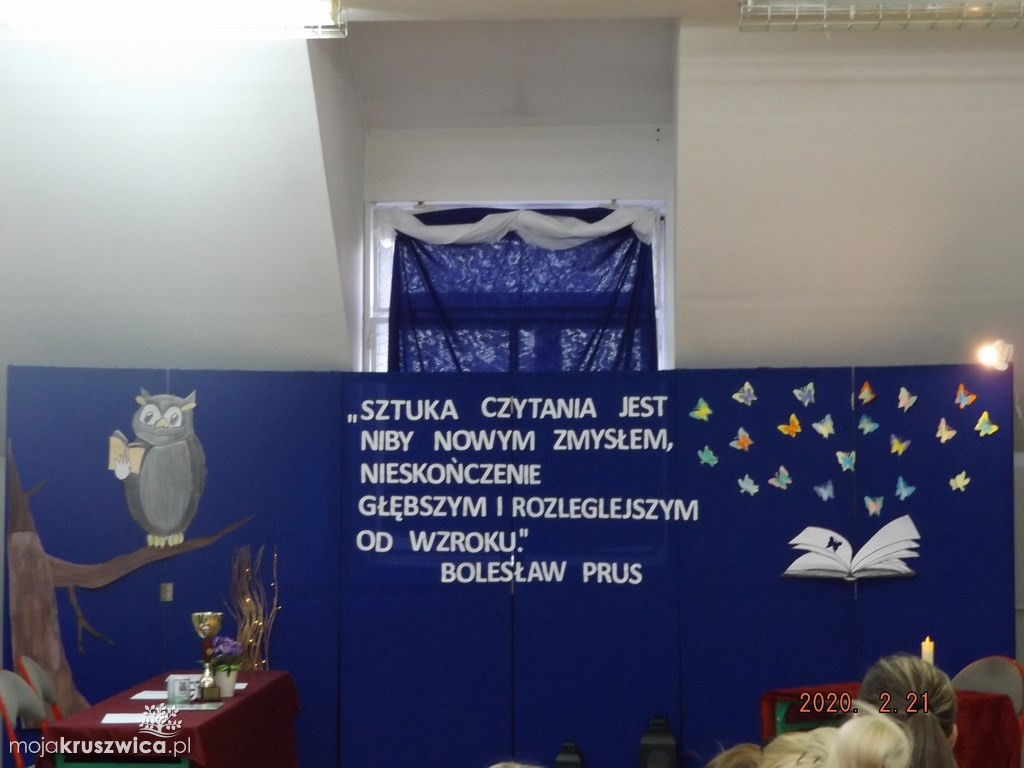 „SZTUKA CZYTANIA JEST
NIBY NOWYM ZMYSŁEM,
NIESKOŃCZENIE
GŁĘBSZYM I ROZLEGLEJSZYM
OD WZROKU."
BOLESŁAW PRUS
2020. 2.21
mojakruszwica.pl